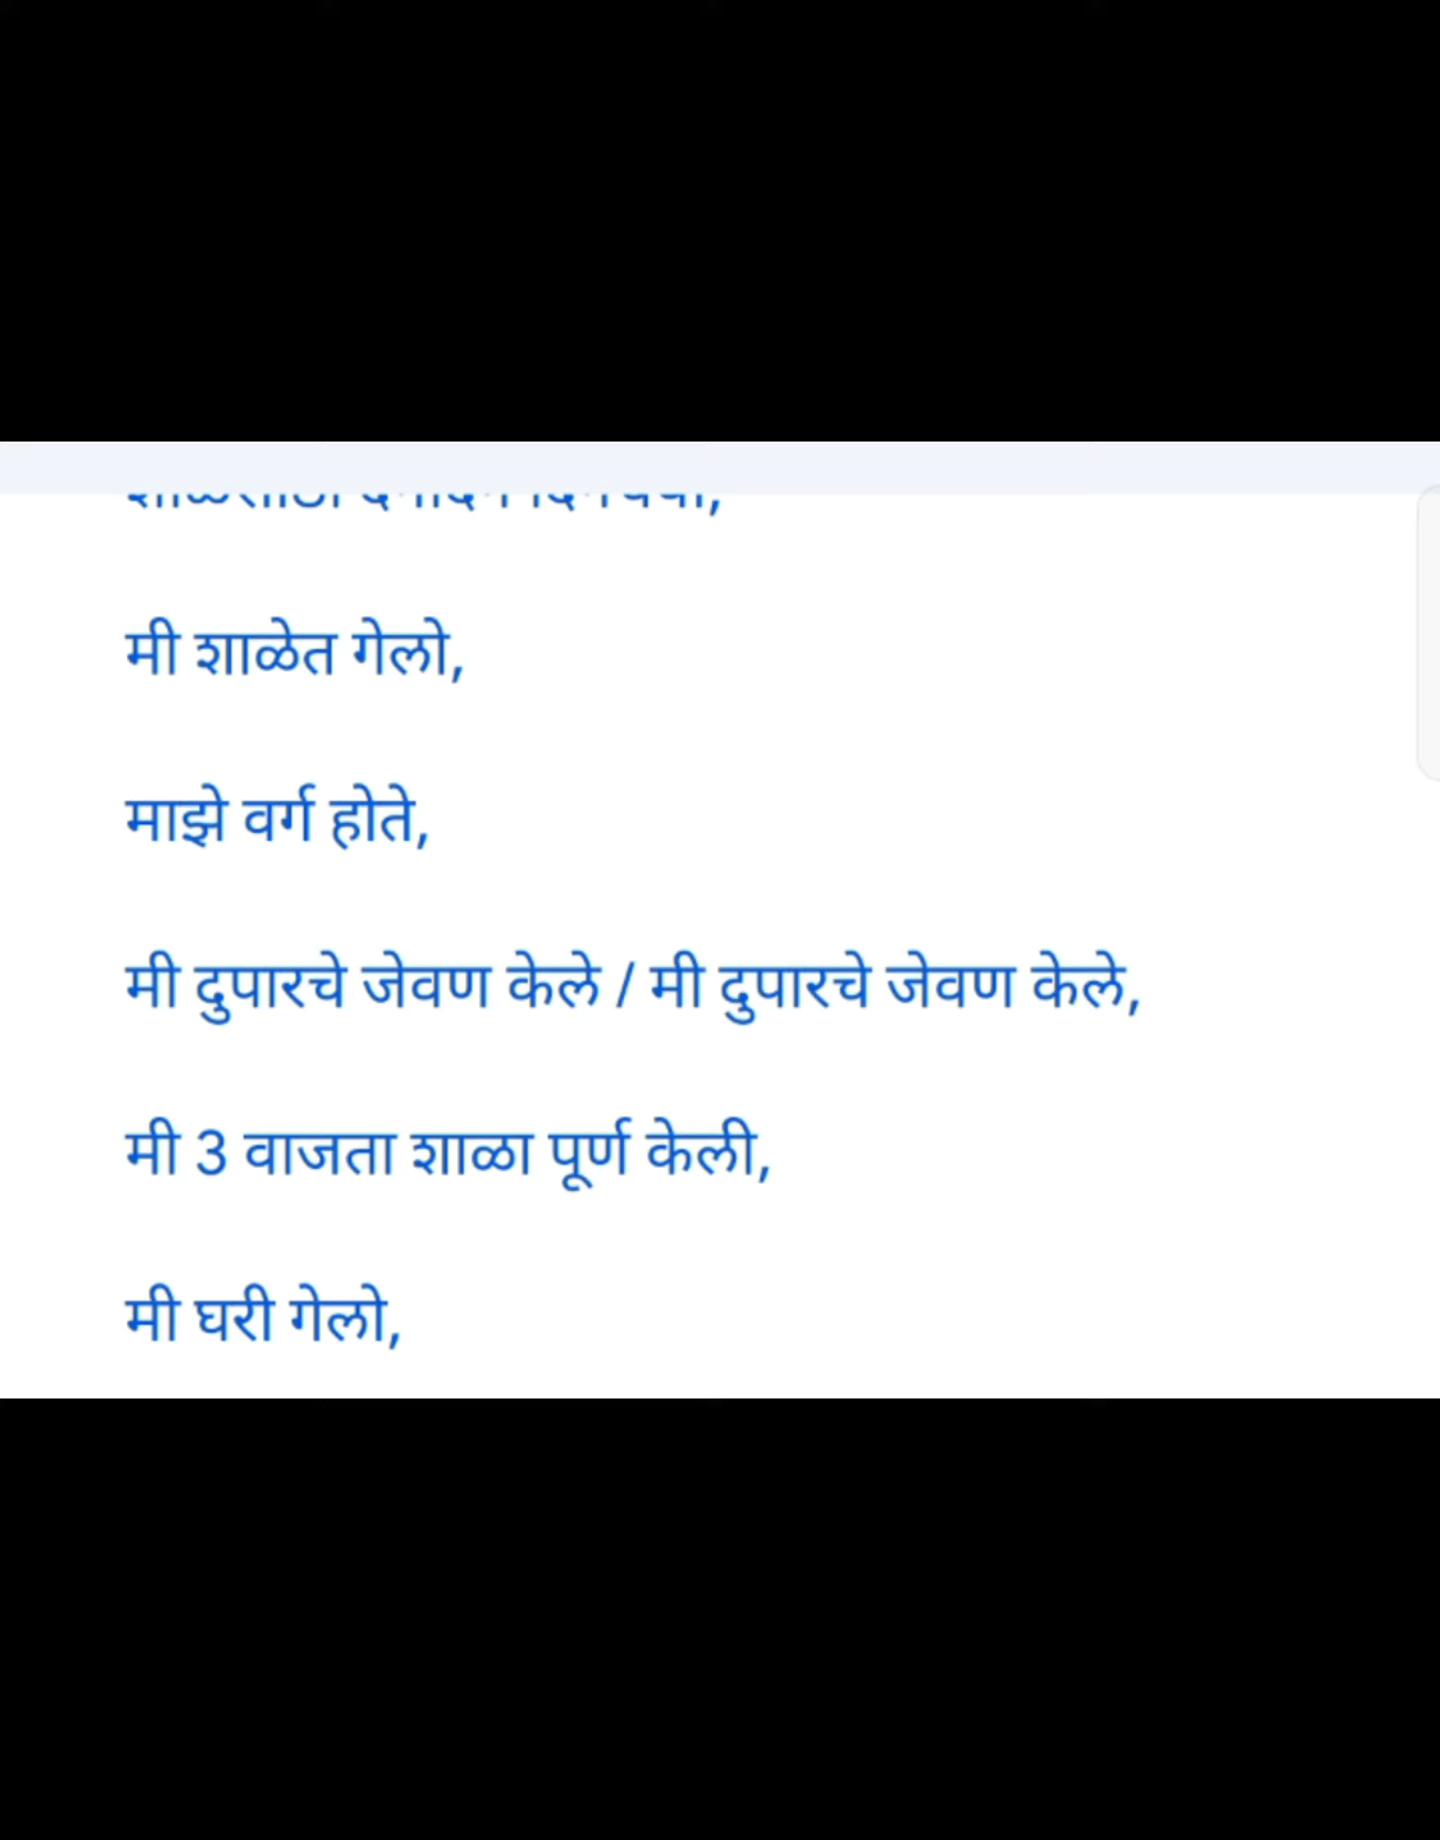 मी शाळेत गेलो,
माझे वर्ग होते,
मी दुपारचे जेवण केले / मी दुपारचे जेवण केले,
मी 3 वाजता शाळा पूर्ण केली,
मी घरी गेलो,